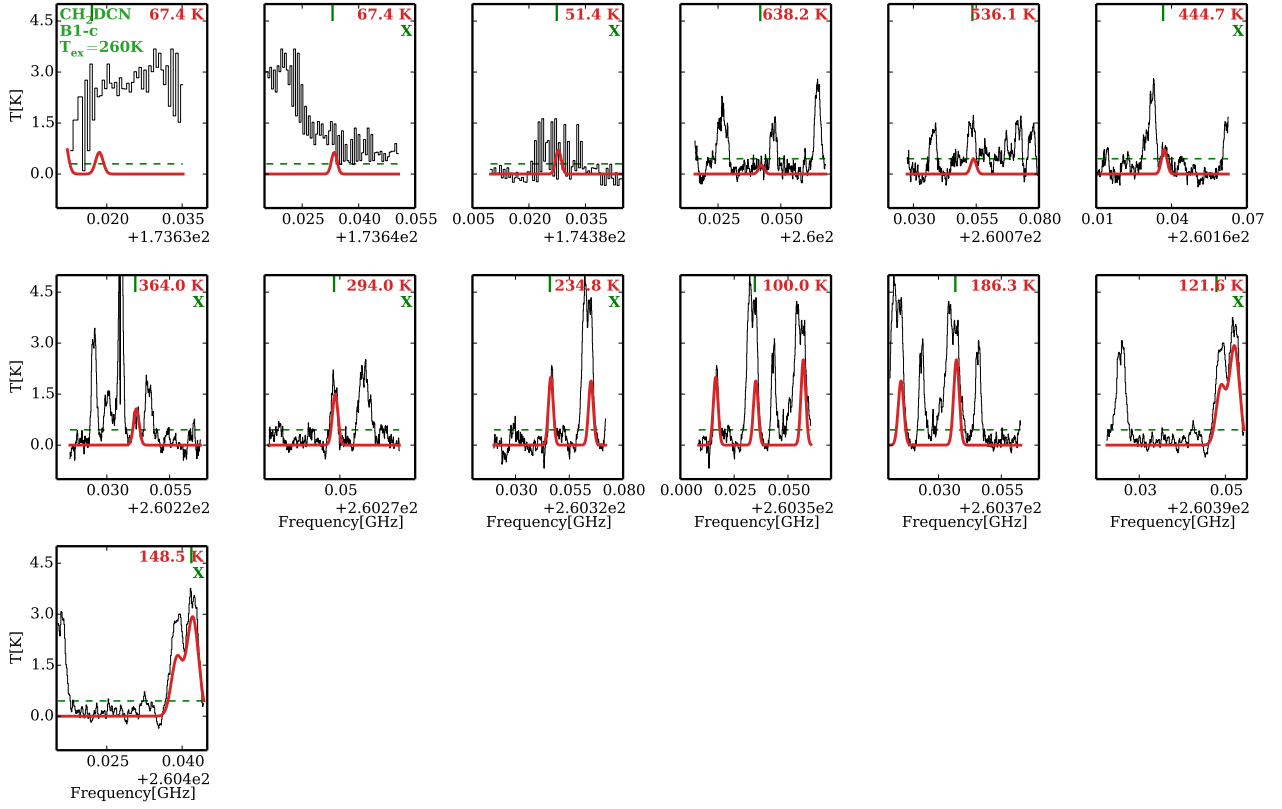 CH2DCN 67.4 K
B1-c
Tex=260K
T[K]
4.5
3.0
1.5
0.0
0.020 0.035
+1.7363e2
67.4 K
X
0.025 0.040 0.055
+1.7364e2
51.4 K
X
0.005 0.020 0.035
+1.7438e2
638.2 K
0.025 0.050
+2.6e2
536.1 K
0.030 0.055 0.080
+2.6007e2
444.7 K
X
0.01 0.04 0.07
+2.6016e2
364.0 K
X
T[K]
4.5
3.0
1.5
0.0
0.030 0.055
+2.6022e2
294.0 K
X
0.05
+2.6027e2
Frequency[GHz]
234.8 K
0.030 0.055 0.080
+2.6032e2
Frequency[GHz]
100.0 K
0.000 0.025 0.050
+2.6035e2
Frequency[GHz]
186.3 K
0.030 0.055
+2.6037e2
Frequency[GHz]
121.6 K
X
0.03 0.05
+2.6039e2
Frequency[GHz]
148.5 K
X
T[K]
4.5
3.0
1.5
0.0
0.025 0.040
+2.604e2
Frequency[GHz]